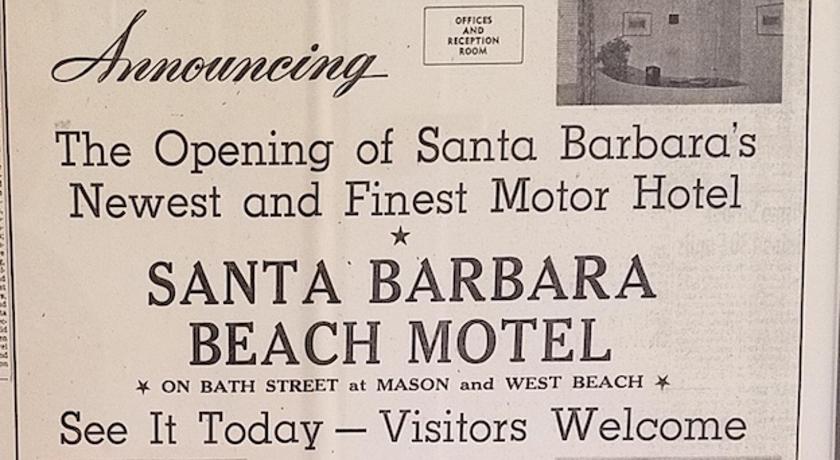 Announcing
OFFICES
AND
RECEPTION
ROOM
The Opening of Santa Barbara's
Newest and Finest Motor Hotel
SANTA BARBARA
BEACH MOTEL
ON BATH STREET at MASON and WEST BEACH
See It Today — Visitors Welcome